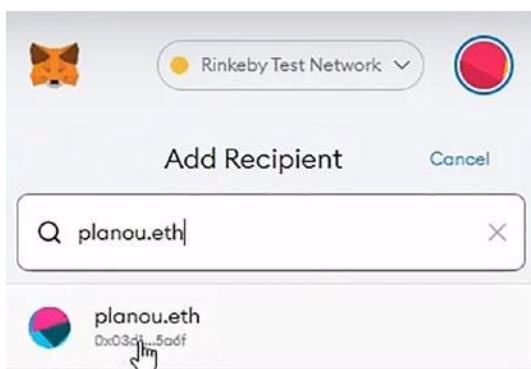 Rinkeby Test Network
Add Recipient
Cancel
planou.eth
planou.eth